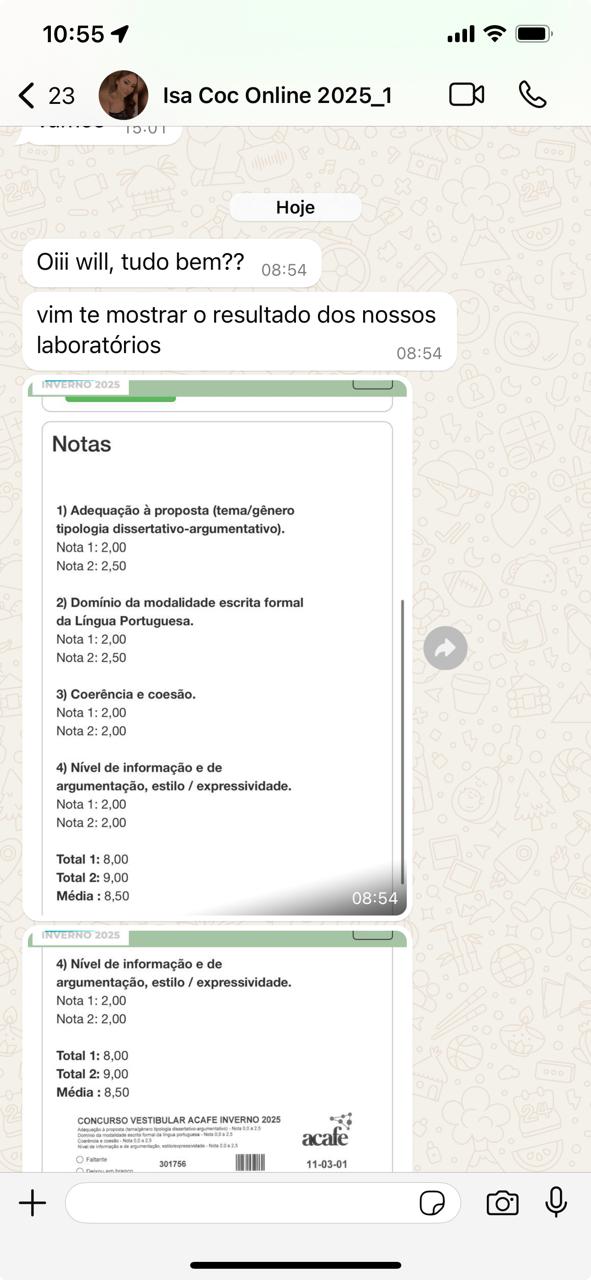 10:55
23
Isa Coc Online 2025_1
15:01
Hoje
Oiii will, tudo bem??
08:54
vim te mostrar o resultado dos nossos
laboratórios
08:54
INVERNO 2025
Notas
1) Adequação à proposta (tema/gênero
tipologia dissertativo-argumentativo).
Nota 1: 2,00
Nota 2: 2,50
2) Domínio da modalidade escrita formal
da Língua Portuguesa.
Nota 1: 2,00
Nota 2: 2,50
3) Coerência e coesão.
Nota 1: 2,00
Nota 2: 2,00
4) Nível de informação e de
argumentação, estilo / expressividade.
Nota 1: 2,00
Nota 2: 2,00
Total 1: 8,00
Total 2: 9,00
Média : 8,50
08:54
INVERNO 2025
4) Nível de informação e de
argumentação, estilo / expressividade.
Nota 1: 2,00
Nota 2: 2,00
Total 1: 8,00
Total 2: 9,00
Média : 8,50
CONCURSO VESTIBULAR ACAFE INVERNO 2025
Adequação à proposta (tema/gênero tipologia dissertativo-argumentativo) - Nota 0,0 a 2,5
Domínio da modalidade escrita formal da língua portuguesa - Nota 0,0 a 2,5
Coerência e coesão - Nota 0,0 a 2,5
Nível de informação e de argumentação, estilo/expressividade - Nota 0,0 a 2,5
acafe
Faltante
301756
11-03-01
Deixou em branco